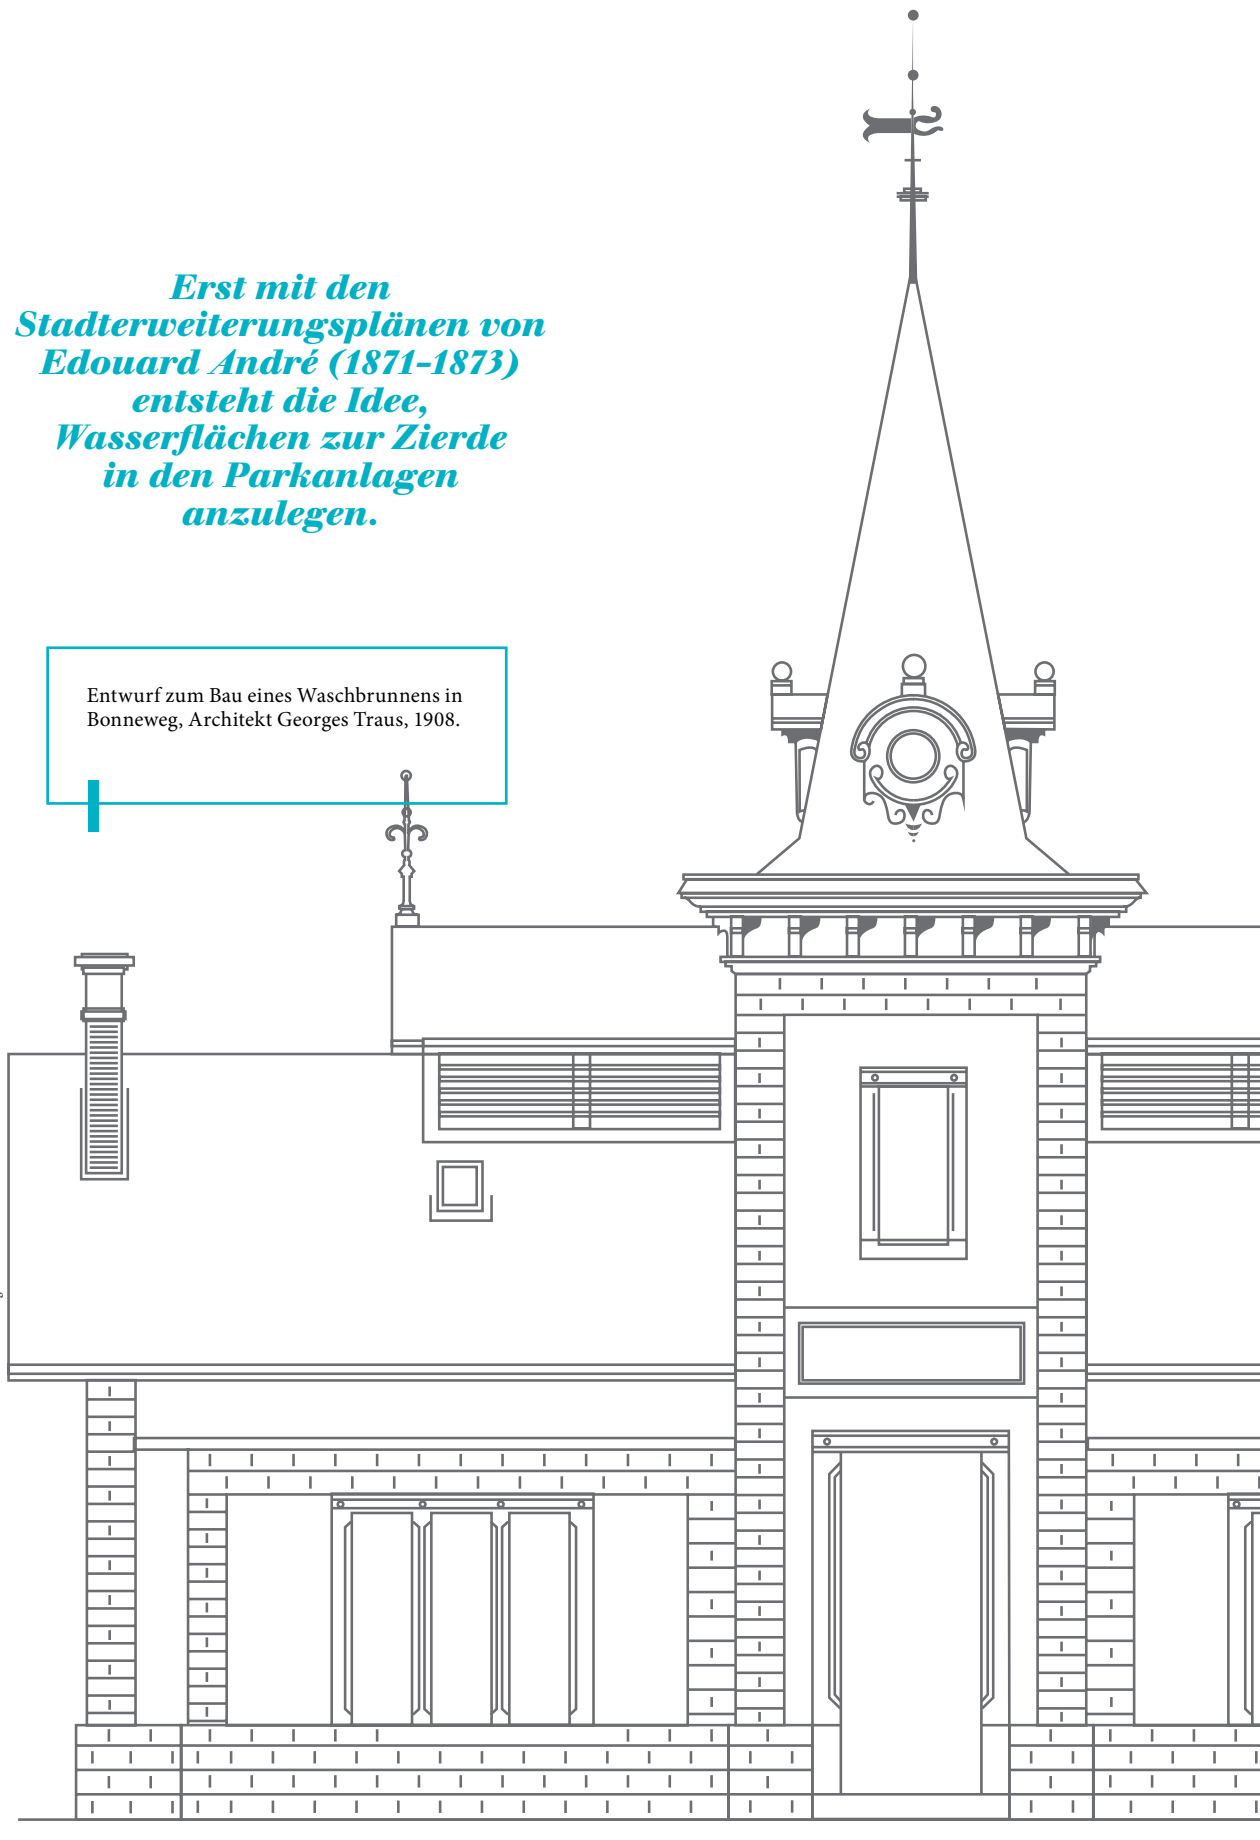 Erst mit den
Stadterweiterungsplänen von
Edouard André (1871-1873)
entsteht die Idee,
Wasserflächen zur Zierde
in den Parkanlagen
anzulegen.
Entwurf zum Bau eines Waschbrunnens in
Bonneweg, Architekt Georges Traus, 1908.